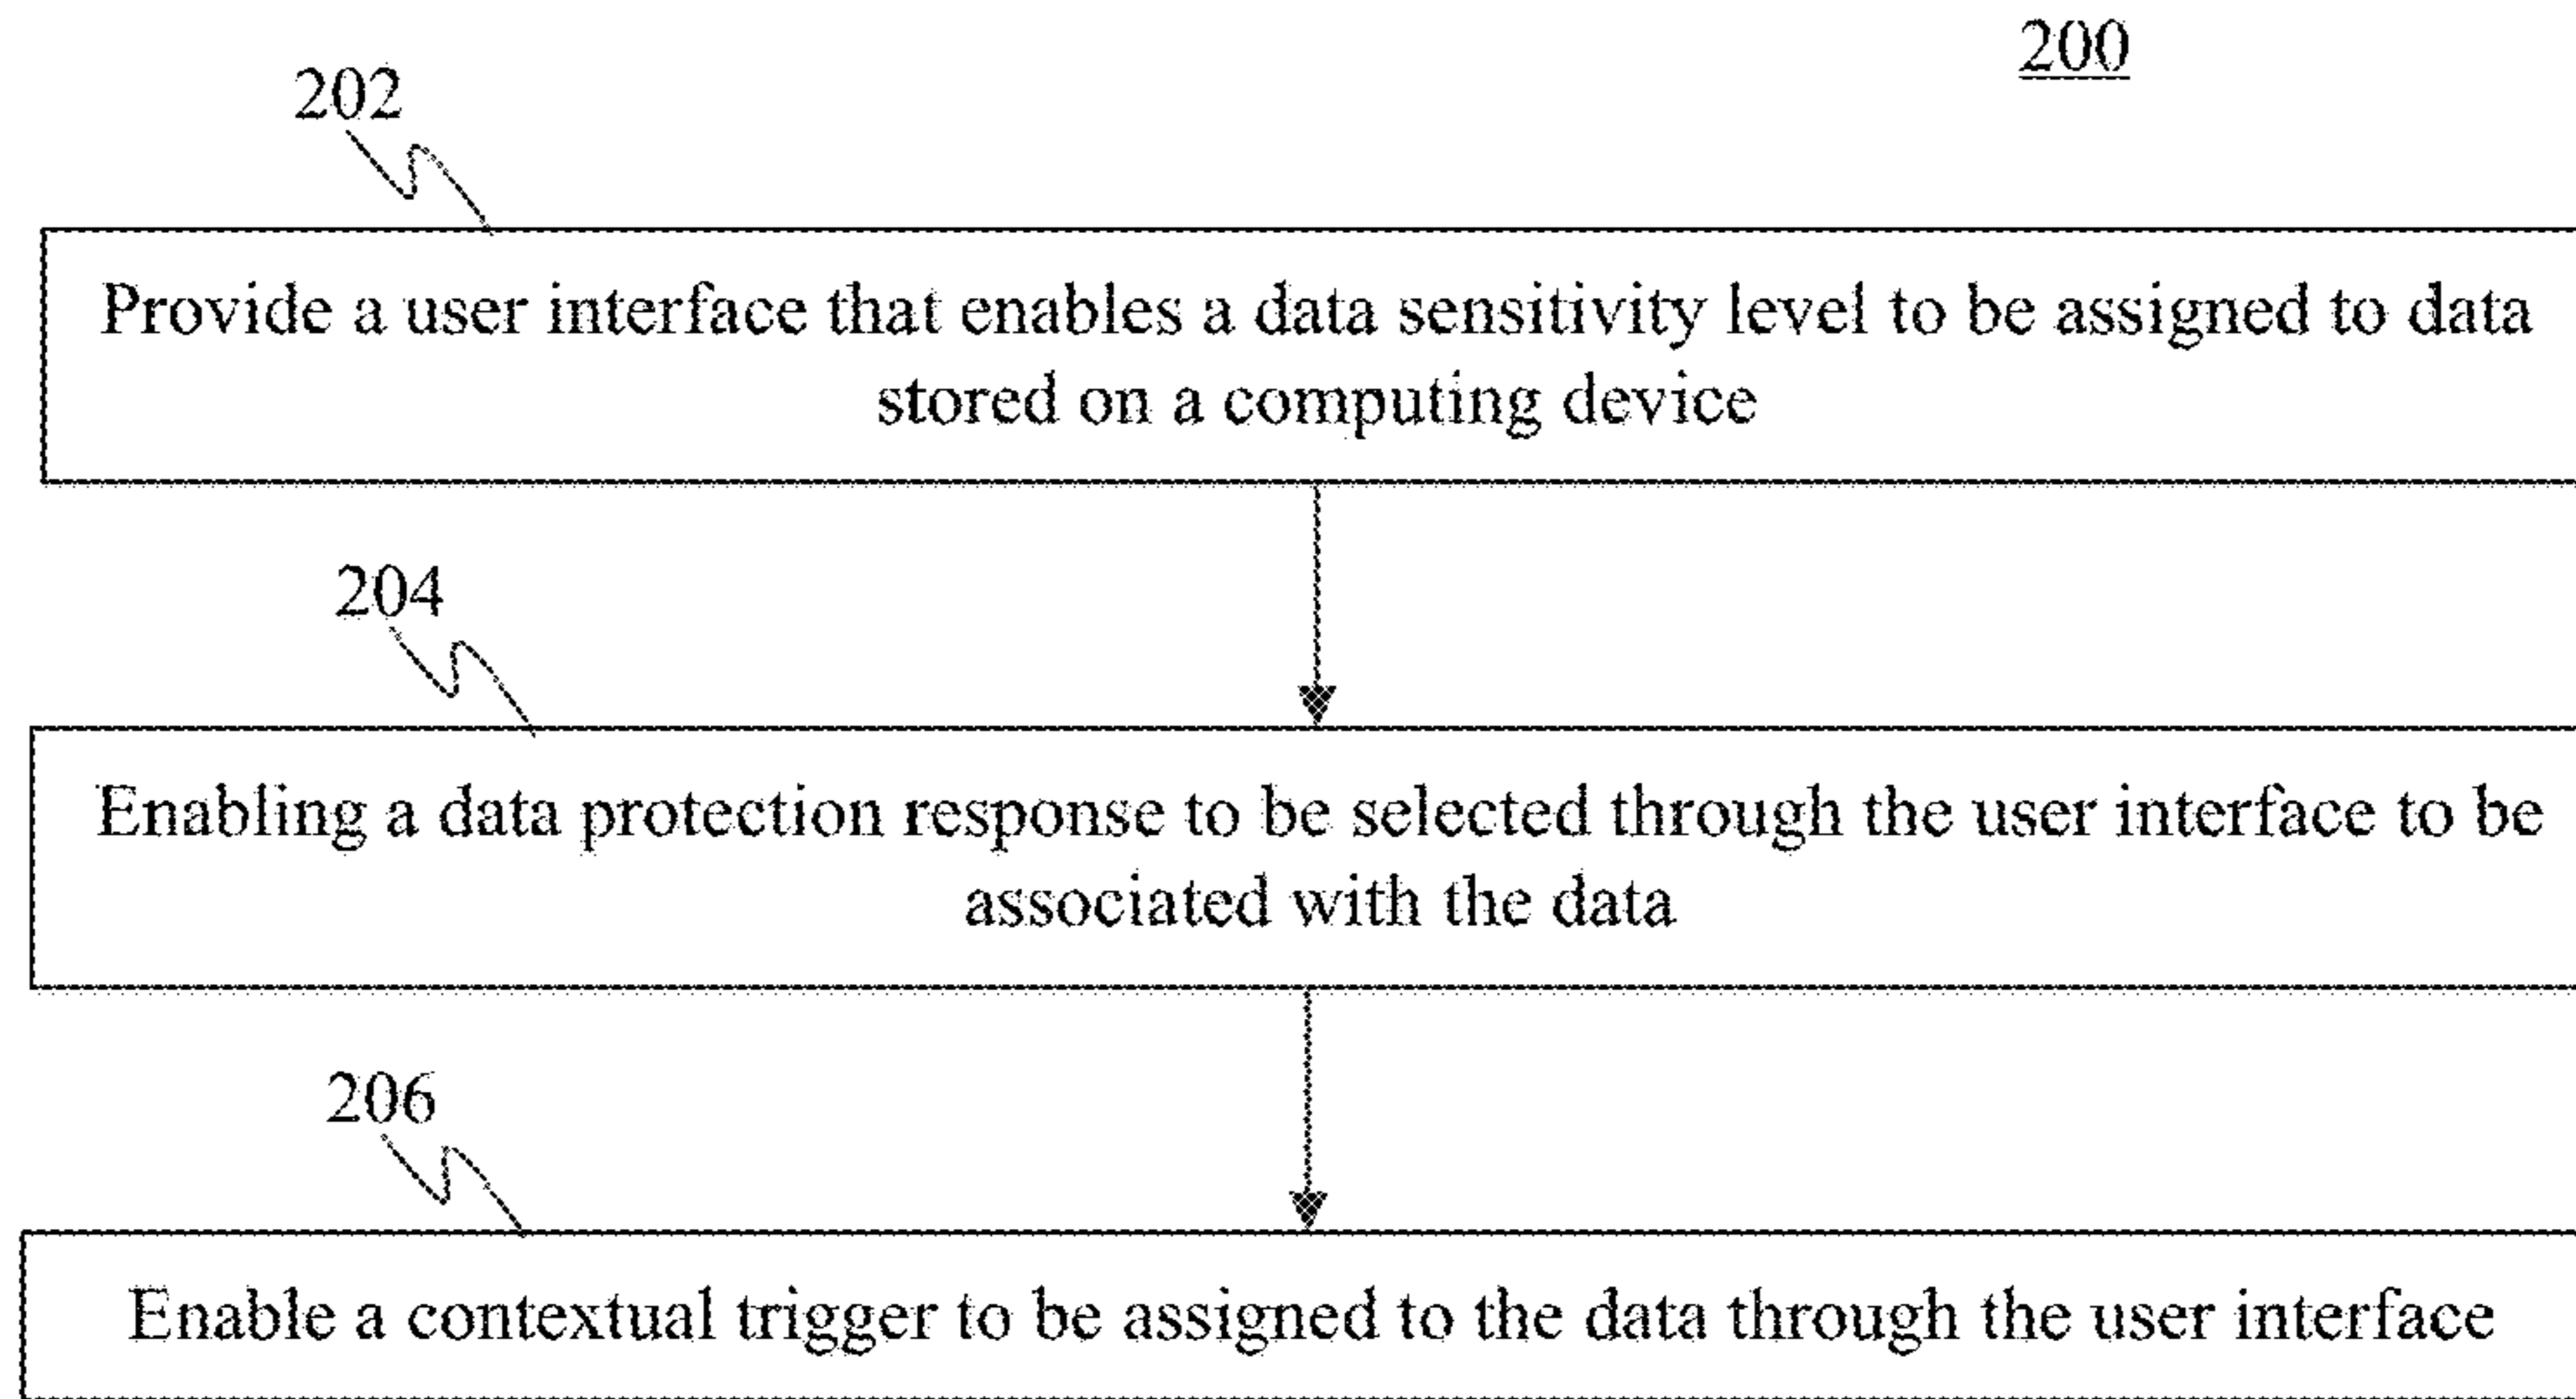 200
202
Provide a user interface that enables a data sensitivity level to be assigned to data
stored on a computing device
204
Enabling a data protection response to be selected through the user interface to be
associated with the data
206
Enable a contextual trigger to be assigned to the data through the user interface